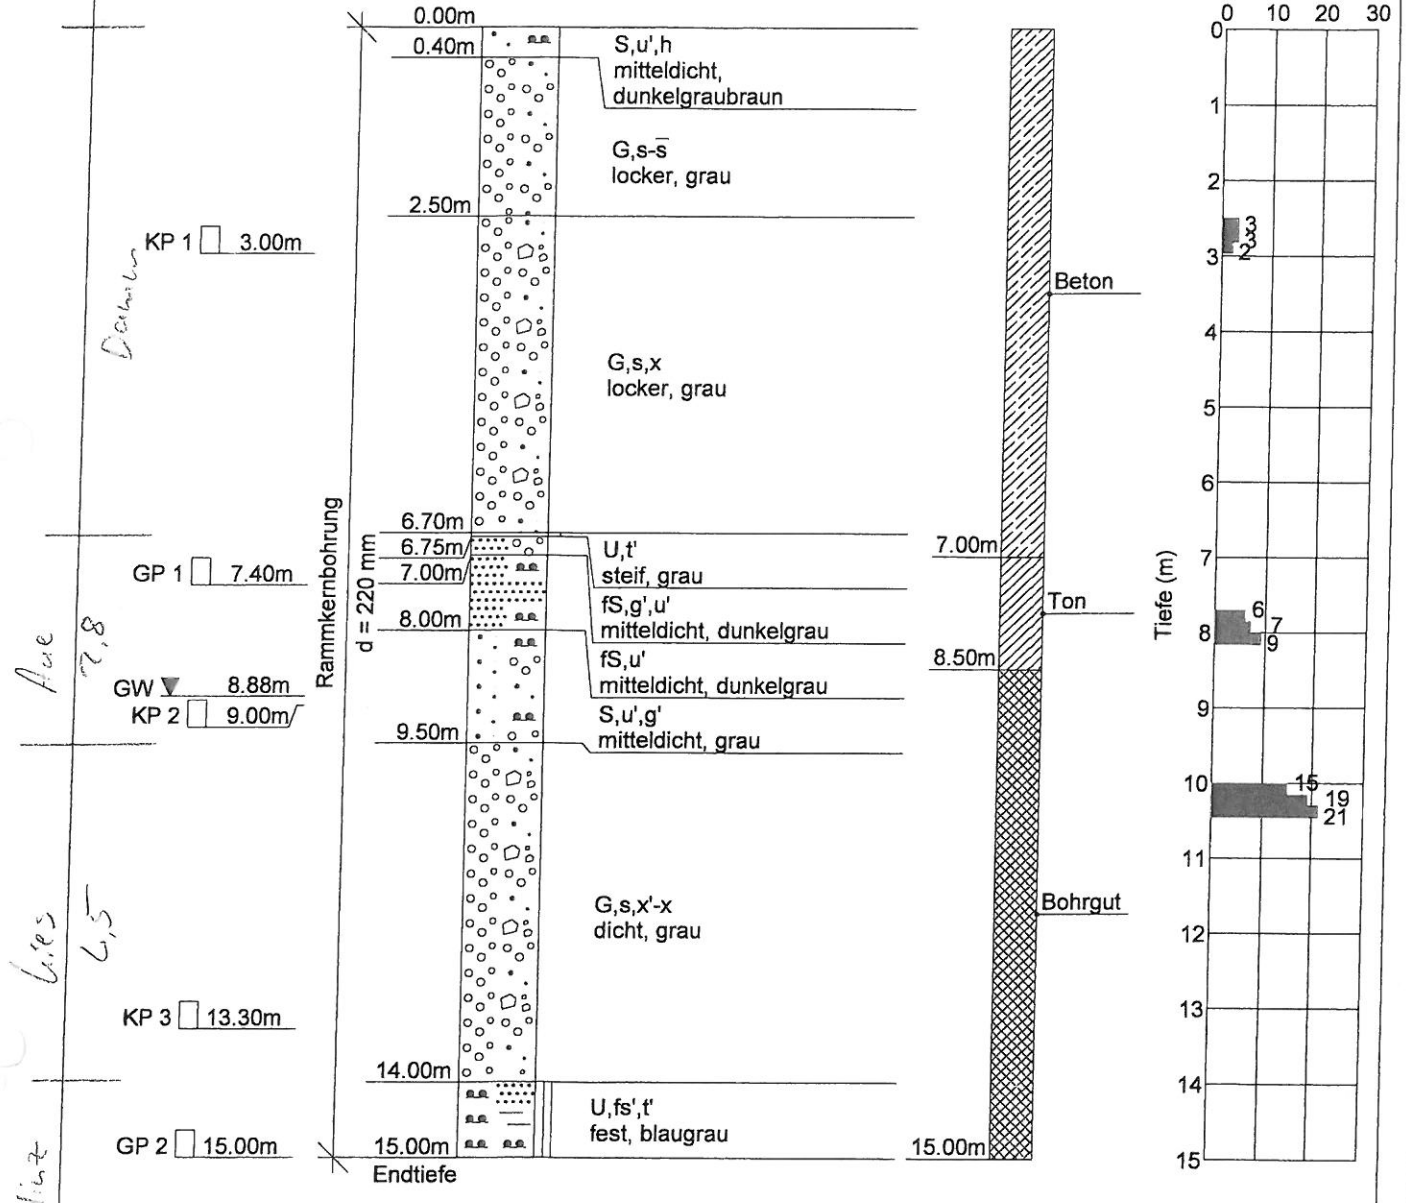 0 10 20 30
0.00m
0.40m
S,u',h
mitteldicht,
dunkelgraubraun
G,s-s̄
locker, grau
2.50m
KP 1 3.00m
G,s,x
locker, grau
6.70m
6.75m
7.00m
8.00m
U,t'
steif, grau
fS,g',u'
mitteldicht, dunkelgrau
fS,u'
mitteldicht, dunkelgrau
S,u',g'
mitteldicht, grau
GP 1 7.40m
GW 8.88m
KP 2 9.00m
9.50m
G,s,x'-x
dicht, grau
KP 3 13.30m
14.00m
U,fs',t'
fest, blaugrau
GP 2 15.00m
15.00m
Endtiefe
Rammkernbohrung
d = 220 mm
Aue
2,8
Kies
Beton
7.00m
Ton
8.50m
Bohrgut
15.00m
Tiefe (m)
0
1
2
3
4
5
6
7
8
9
10
11
12
13
14
15
3
3
2
6
7
9
15
19
21